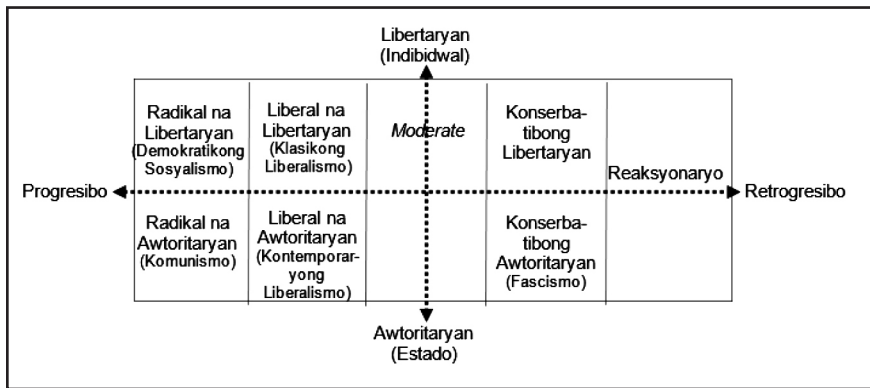 Libertaryan
(Indibidwal)
Radikal na
Libertaryan
(Demokratikong
Sosyalismo)
Liberal na
Libertaryan
(Klasikong
Liberalismo)
Moderate
Konserba-
tibong
Libertaryan
Reaksyonaryo
Progresibo
Retrogresibo
Radikal na
Awtoritaryan
(Komunismo)
Liberal na
Awtoritaryan
(Kontemporar-
yong
Liberalismo)
Konserba-
tibong
Awtoritaryan
(Fascismo)
Awtoritaryan
(Estado)